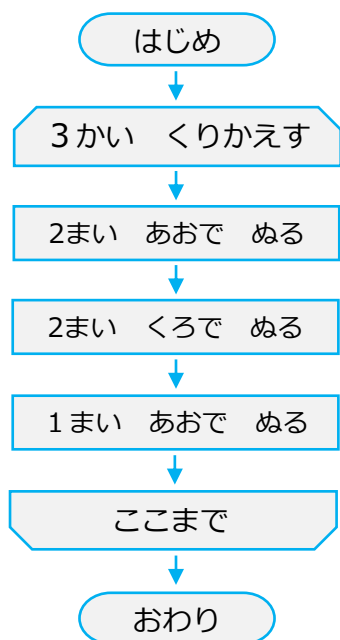 はじめ
３かい　くりかえす
2まい　あおで　ぬる
2まい　くろで　ぬる
１まい　あおで　ぬる
ここまで
おわり